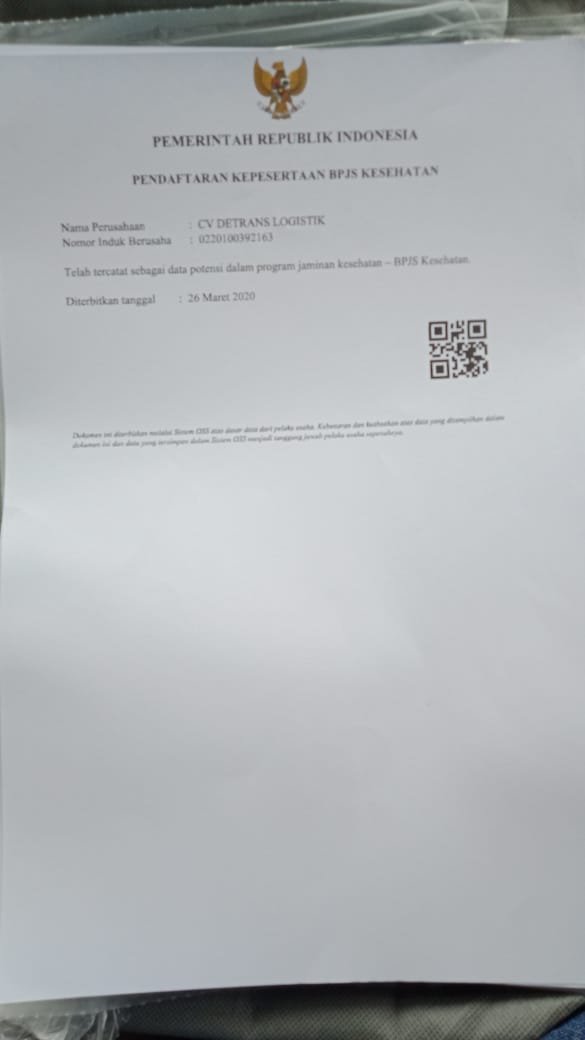 PEMERINTAH REPUBLIK INDONESIA
PENDAFTARAN KEPESERTAAN BPJS KESEHATAN
Nama Perusahaan : CV DETRANS LOGISTIK
Nomor Induk Berusaha : 0220100392163
Telah tercatat sebagai data potensi dalam program jaminan kesehatan – BPJS Kesehatan.
Diterbitkan tanggal : 26 Maret 2020
Dokumen ini diterbitkan melalui Sistem OSS atas dasar data dari pelaku usaha. Kebenaran dan keabsahan atas data yang ditampilkan dalam
dokumen ini dan data yang tersimpan dalam Sistem OSS menjadi tanggung jawab pelaku usaha sepenuhnya.